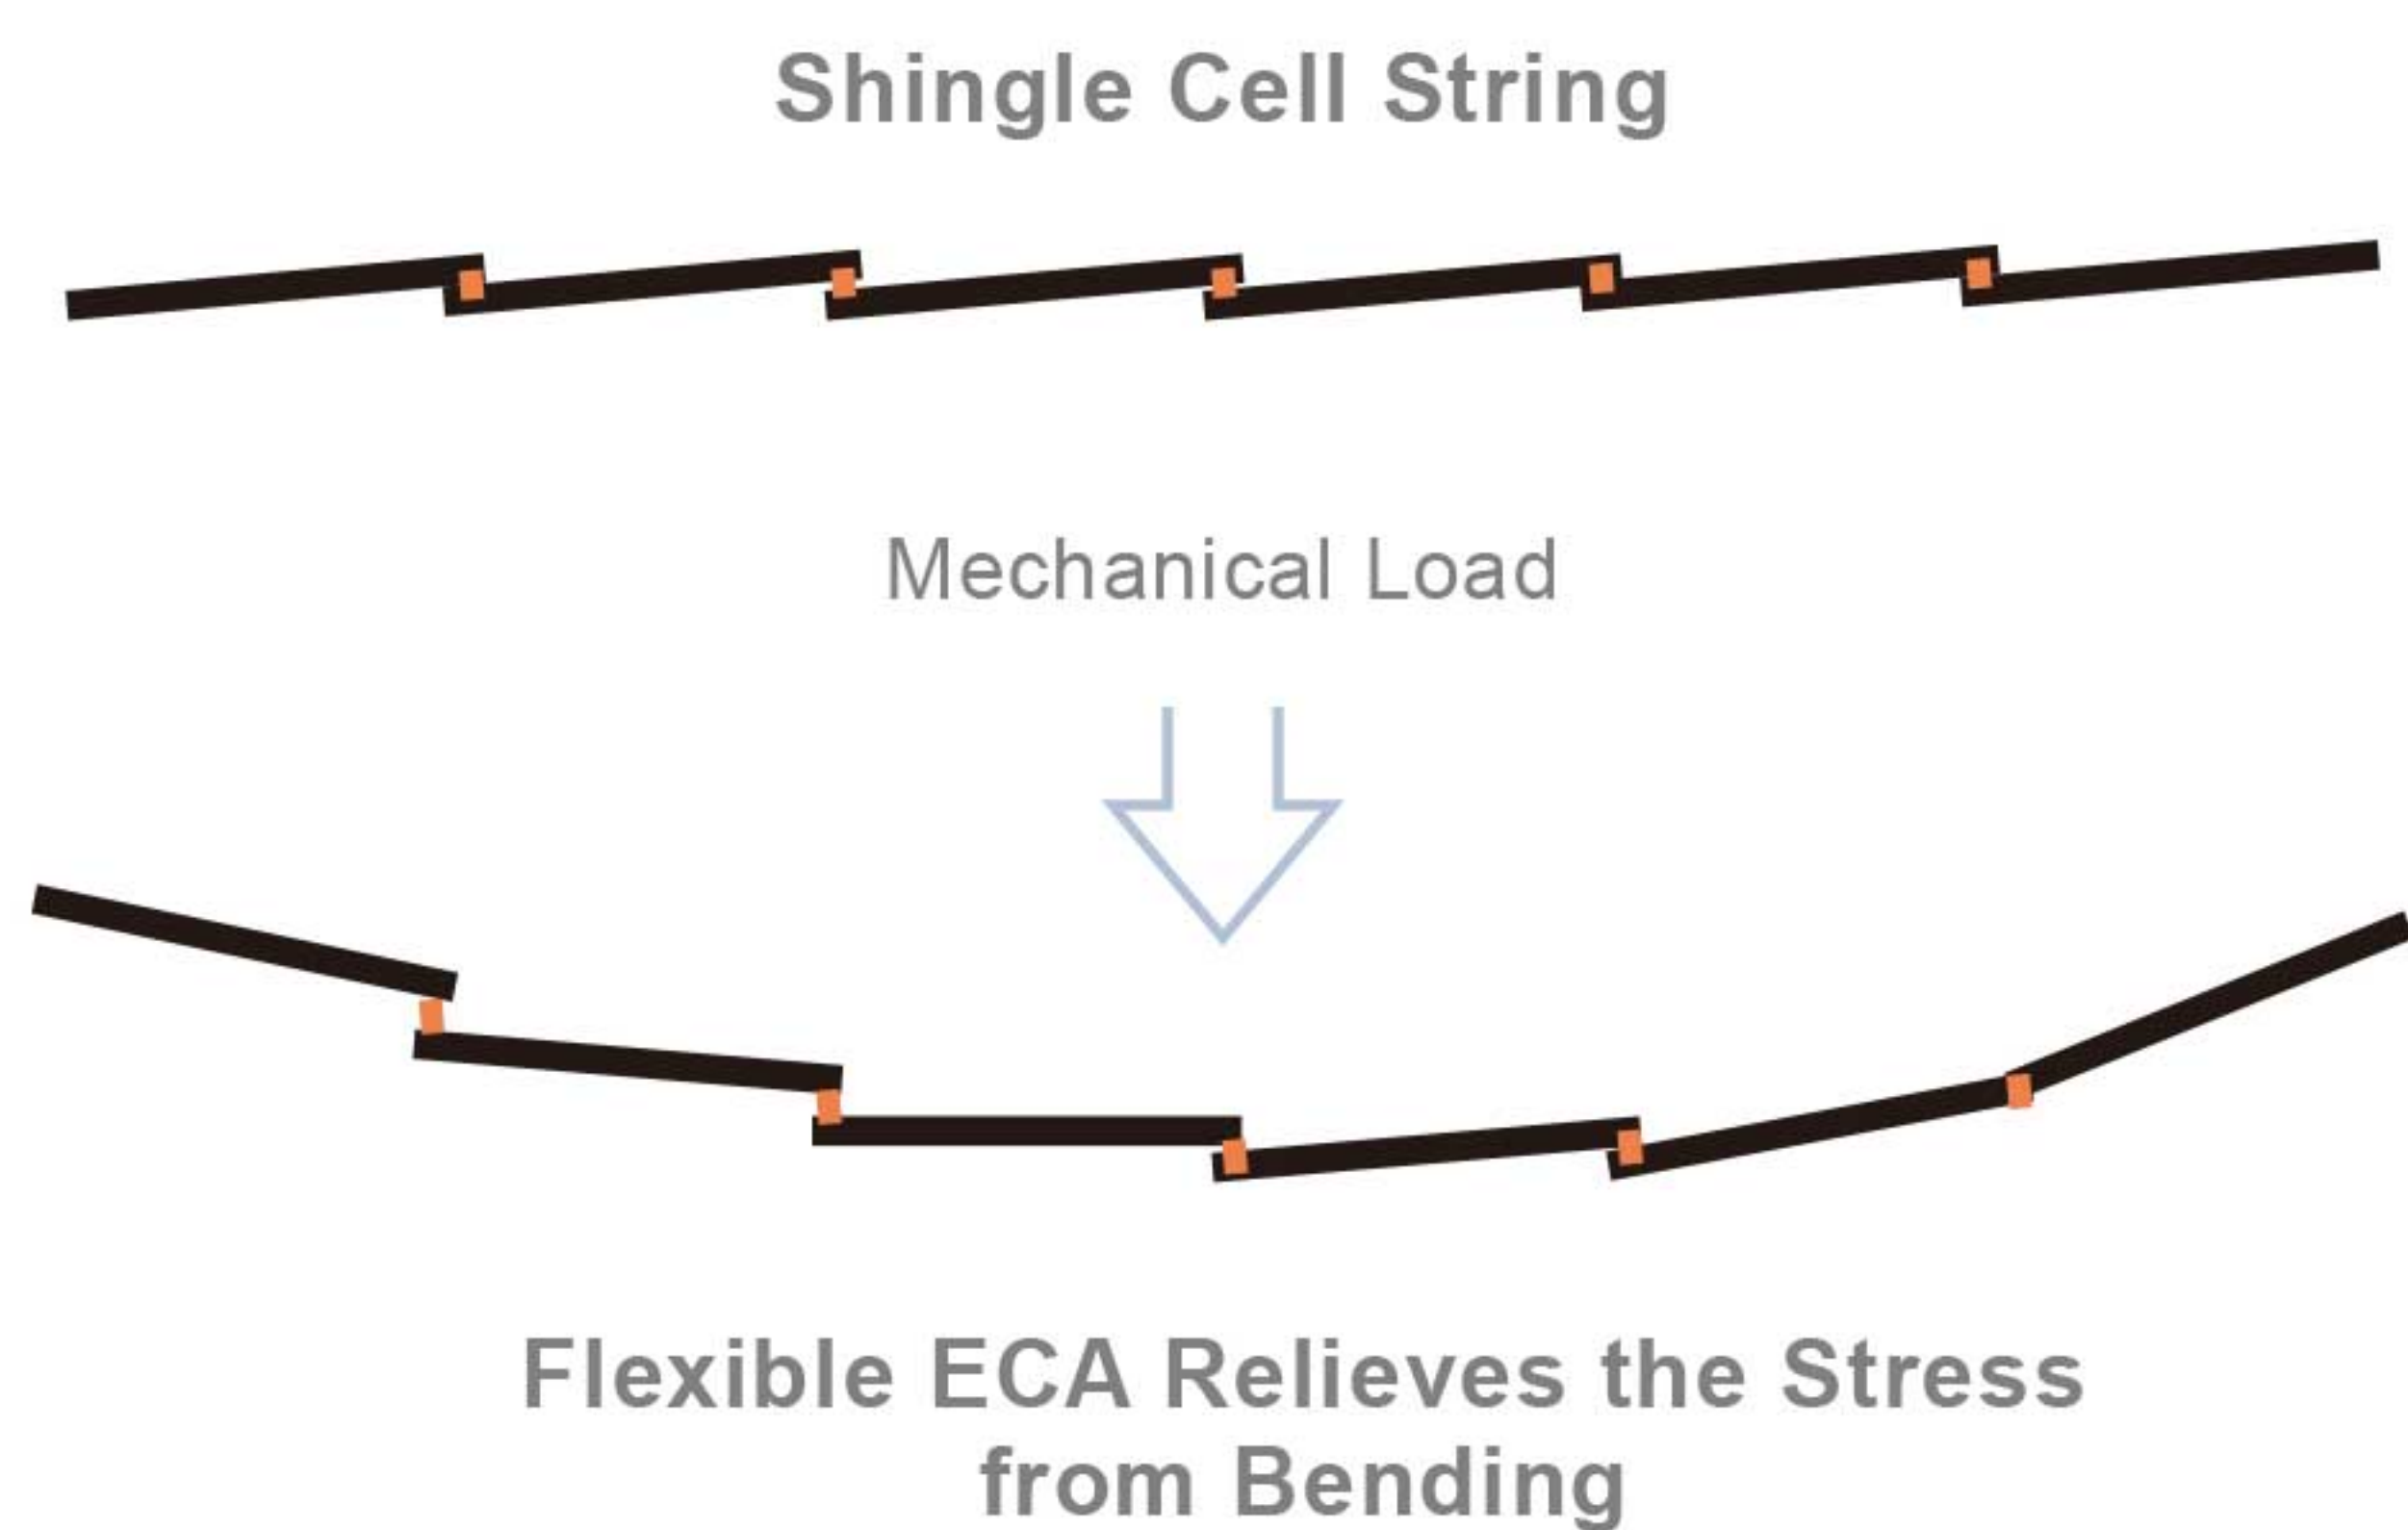 Shingle Cell String
Mechanical Load
Flexible ECA Relieves the Stress
from Bending